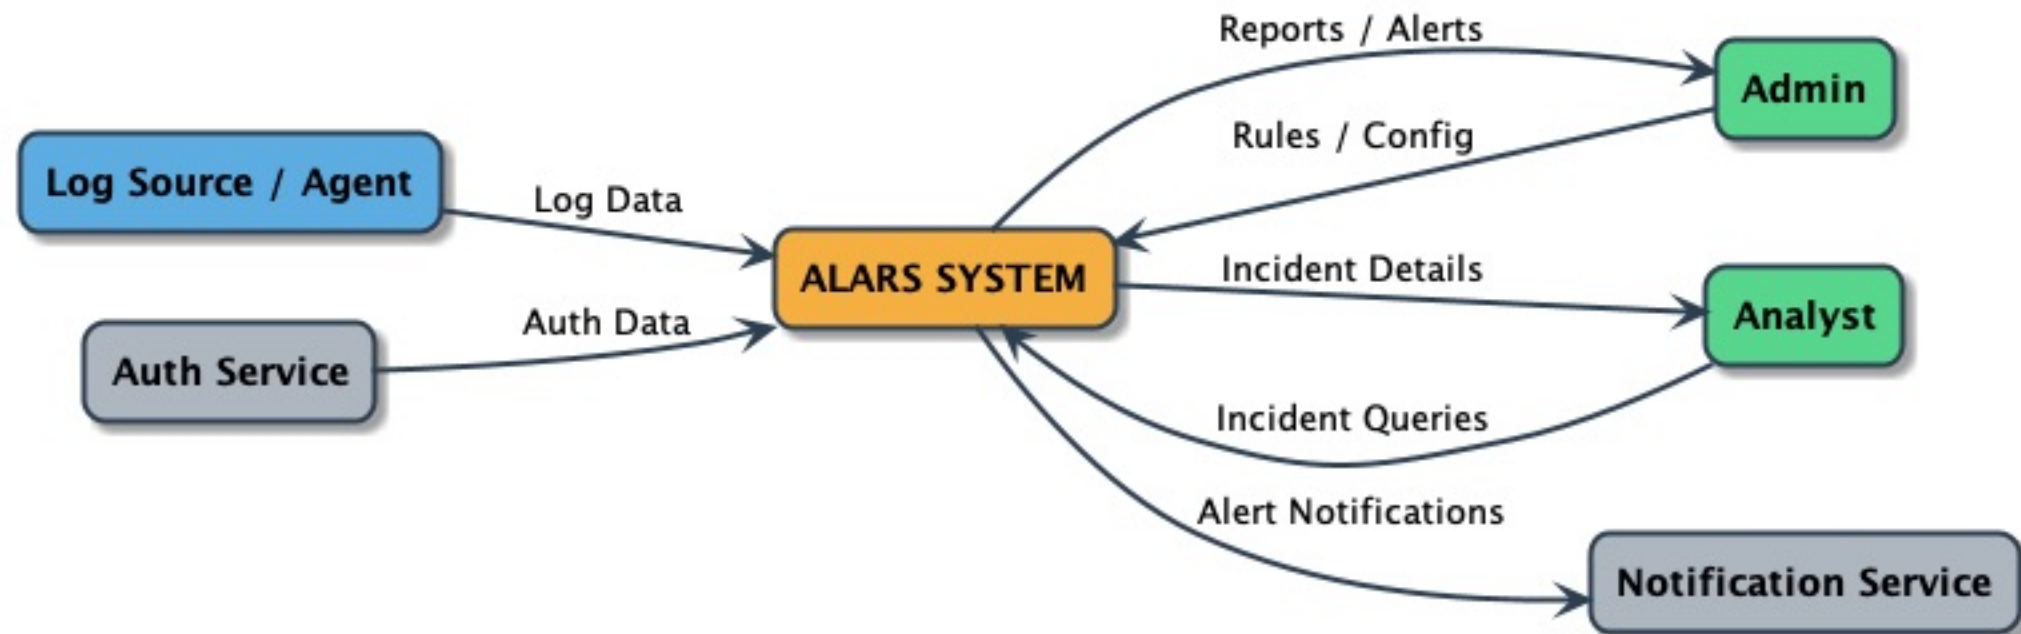 Reports / Alerts
Admin
Rules / Config
Log Source / Agent
Log Data
ALARS SYSTEM
Incident Details
Analyst
Auth Data
Auth Service
Incident Queries
Alert Notifications
Notification Service